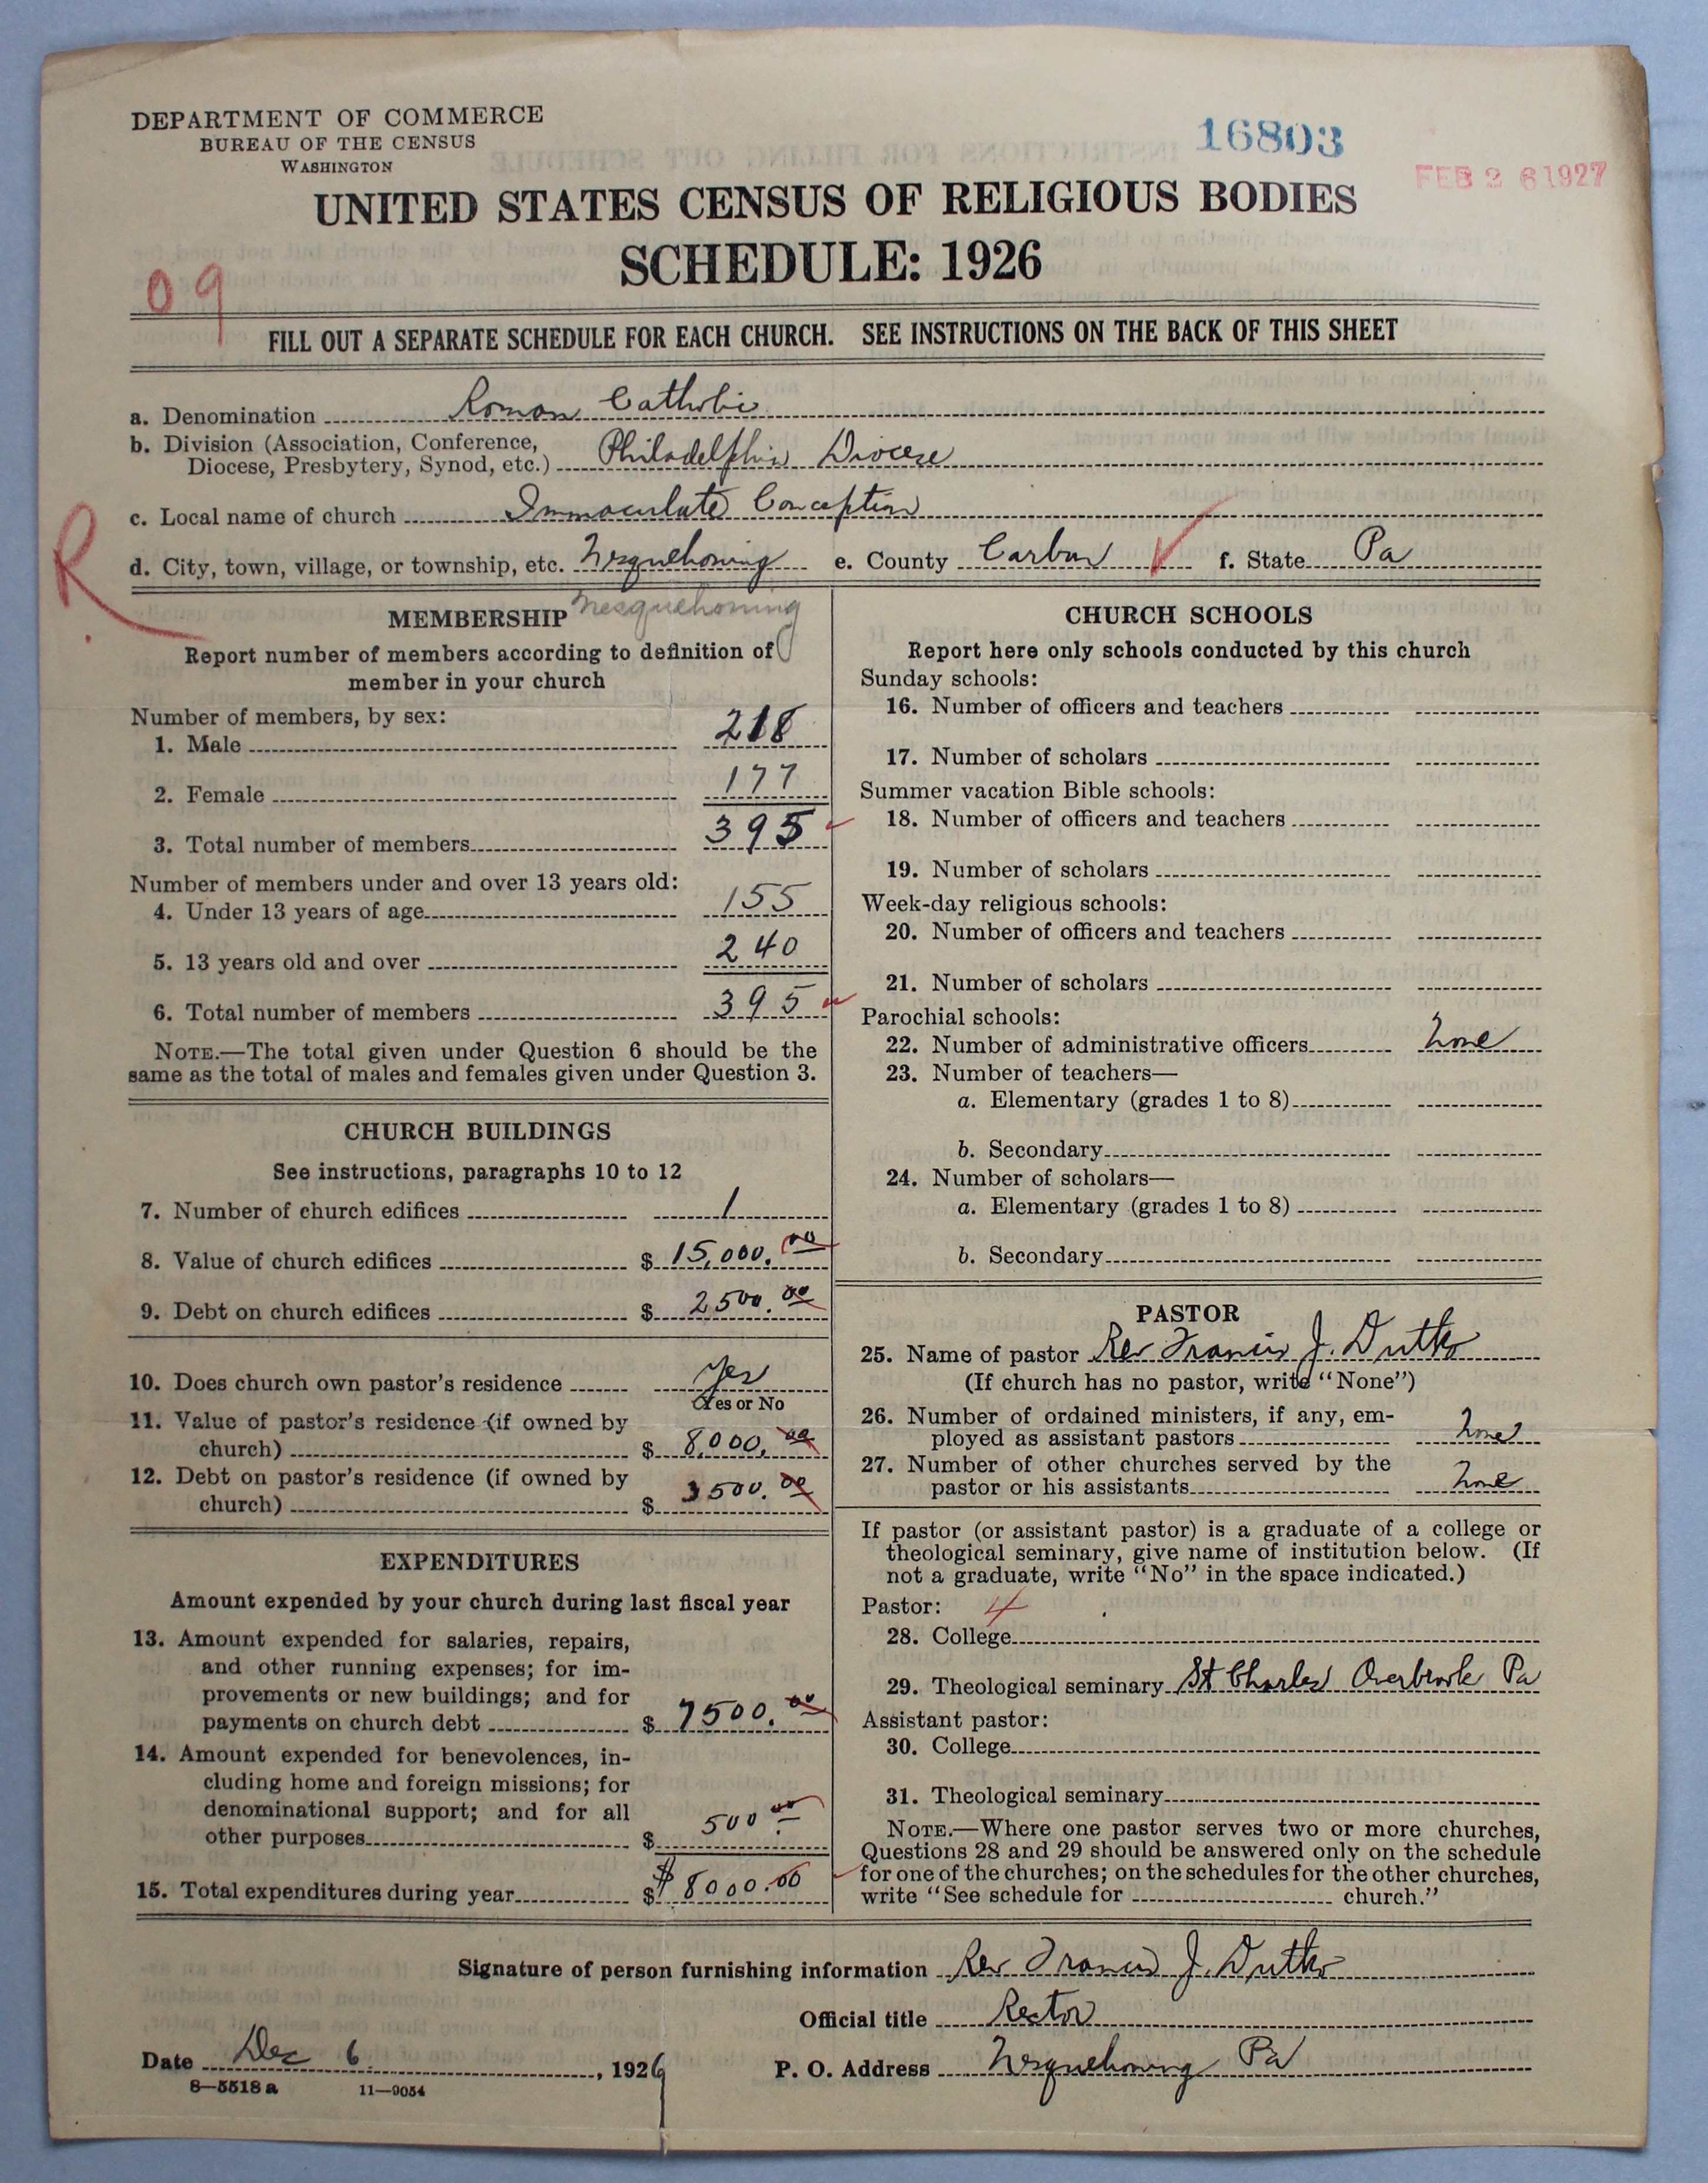 DEPARTMENT OF COMMERCE
BUREAU OF THE CENSUS
WASHINGTON
16803
FEB 26 1927
UNITED STATES CENSUS OF RELIGIOUS BODIES
SCHEDULE: 1926
09
FILL OUT A SEPARATE SCHEDULE FOR EACH CHURCH. SEE INSTRUCTIONS ON THE BACK OF THIS SHEET
a. Denomination Roman Catholic
b. Division (Association, Conference,
Diocese, Presbytery, Synod, etc.) Philadelphia Diocese
c. Local name of church Immaculate Conception
R
d. City, town, village, or township, etc. Nesquehoning e. County Carbon f. State Pa
Nesquehoning
MEMBERSHIP
Report number of members according to definition of
member in your church
Number of members, by sex:
1. Male 218
2. Female 177
3. Total number of members 395
Number of members under and over 13 years old:
4. Under 13 years of age 155
5. 13 years old and over 240
6. Total number of members 395
NOTE.—The total given under Question 6 should be the
same as the total of males and females given under Question 3.
CHURCH BUILDINGS
See instructions, paragraphs 10 to 12
7. Number of church edifices 1
8. Value of church edifices $ 15,000.00
9. Debt on church edifices $ 2500.00
10. Does church own pastor's residence Yes
Yes or No
11. Value of pastor's residence (if owned by
church) $ 8,000.00
12. Debt on pastor's residence (if owned by
church) $ 3500.00
EXPENDITURES
Amount expended by your church during last fiscal year
13. Amount expended for salaries, repairs,
and other running expenses; for im-
provements or new buildings; and for
payments on church debt $ 7500.00
14. Amount expended for benevolences, in-
cluding home and foreign missions; for
denominational support; and for all
other purposes $ 500.00
15. Total expenditures during year $ $8000.00
CHURCH SCHOOLS
Report here only schools conducted by this church
Sunday schools:
16. Number of officers and teachers
17. Number of scholars
Summer vacation Bible schools:
18. Number of officers and teachers
19. Number of scholars
Week-day religious schools:
20. Number of officers and teachers
21. Number of scholars
Parochial schools:
22. Number of administrative officers None
23. Number of teachers—
a. Elementary (grades 1 to 8)
b. Secondary
24. Number of scholars—
a. Elementary (grades 1 to 8)
b. Secondary
PASTOR
25. Name of pastor Rev Francis J. Dutko
(If church has no pastor, write "None")
26. Number of ordained ministers, if any, em-
ployed as assistant pastors None
27. Number of other churches served by the
pastor or his assistants None
If pastor (or assistant pastor) is a graduate of a college or
theological seminary, give name of institution below. (If
not a graduate, write "No" in the space indicated.)
Pastor: 4
28. College
29. Theological seminary St Charles Overbrook Pa
Assistant pastor:
30. College
31. Theological seminary
NOTE.—Where one pastor serves two or more churches,
Questions 28 and 29 should be answered only on the schedule
for one of the churches; on the schedules for the other churches,
write "See schedule for church."
Signature of person furnishing information Rev Francis J. Dutko
Official title Rector
Date Dec 6, 1926 P. O. Address Nesquehoning Pa
8—5518 a 11—9054